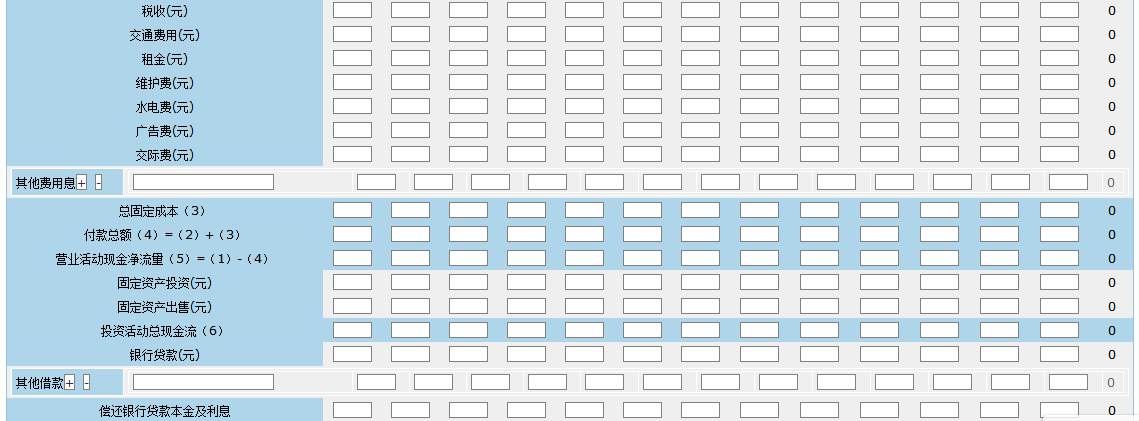 税收(元) 0
交通费用(元) 0
租金(元) 0
维护费(元) 0
水电费(元) 0
广告费(元) 0
交际费(元) 0
其他费用息+ - 0
总固定成本（3） 0
付款总额（4）=（2）+（3） 0
营业活动现金净流量（5）=（1）-（4） 0
固定资产投资(元) 0
固定资产出售(元) 0
投资活动总现金流（6） 0
银行贷款(元) 0
其他借款+ - 0
偿还银行贷款本金及利息 0